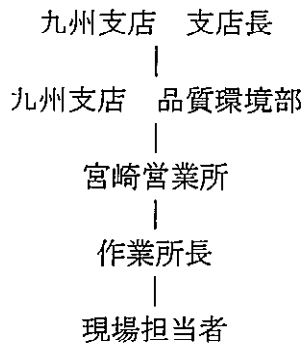 九州支店　支店長
九州支店　品質環境部
宮崎営業所
作業所長
現場担当者